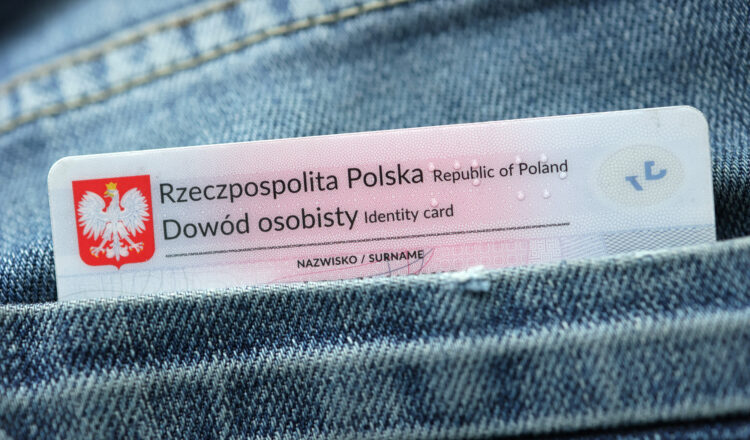 Rzeczpospolita Polska Republic of Poland
Dowód osobisty Identity card
NAZWISKO / SURNAME